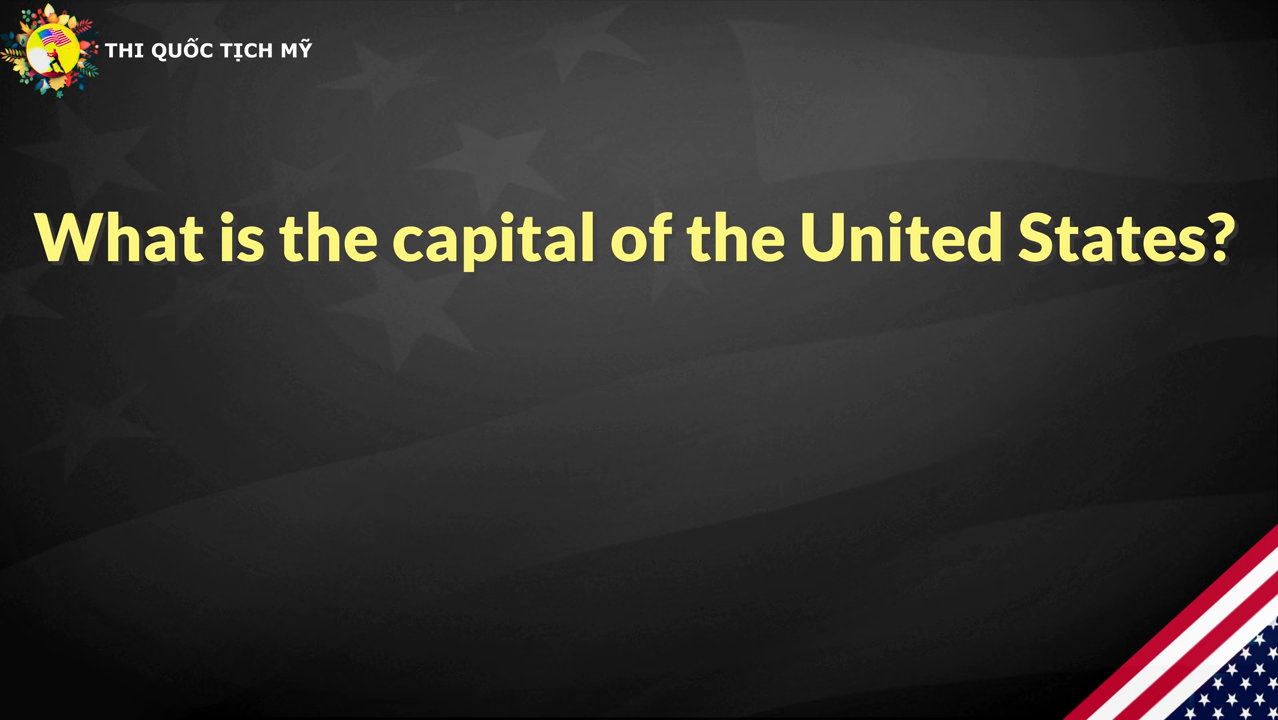 THI QUỐC TỊCH MỸ
What is the capital of the United States?